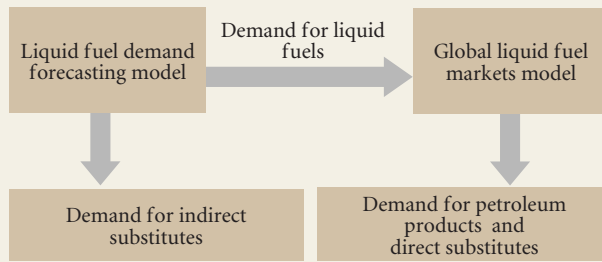 Liquid fuel demand
forecasting model
Demand for liquid
fuels
Global liquid fuel
markets model
Demand for indirect
substitutes
Demand for petroleum
products and
direct substitutes